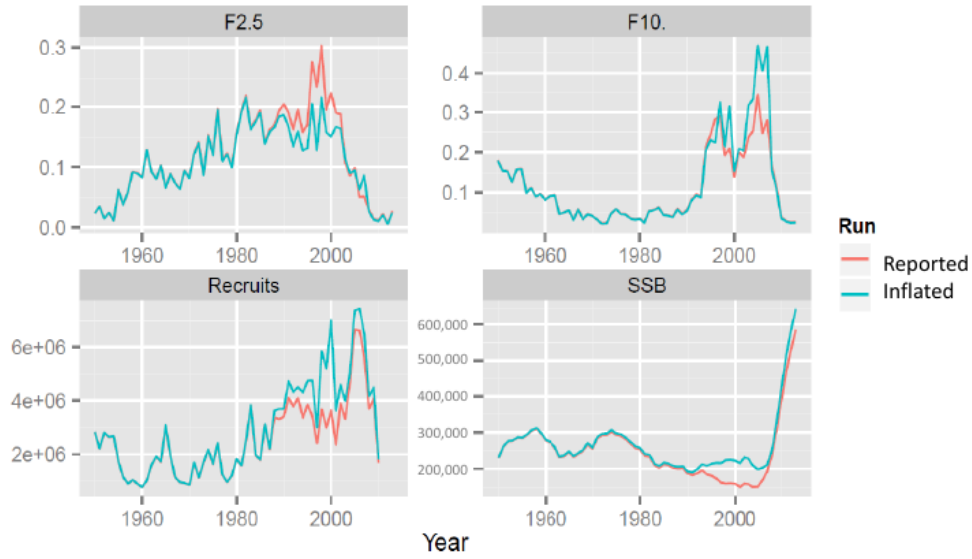 F2.5
F10.
0.3
0.2
0.1
0.0
0.4
0.3
0.2
0.1
1960
1980
2000
1960
1980
2000
Run
Reported
Inflated
Recruits
SSB
6e+06
4e+06
2e+06
600,000
500,000
400,000
300,000
200,000
1960
1980
2000
1960
1980
2000
Year